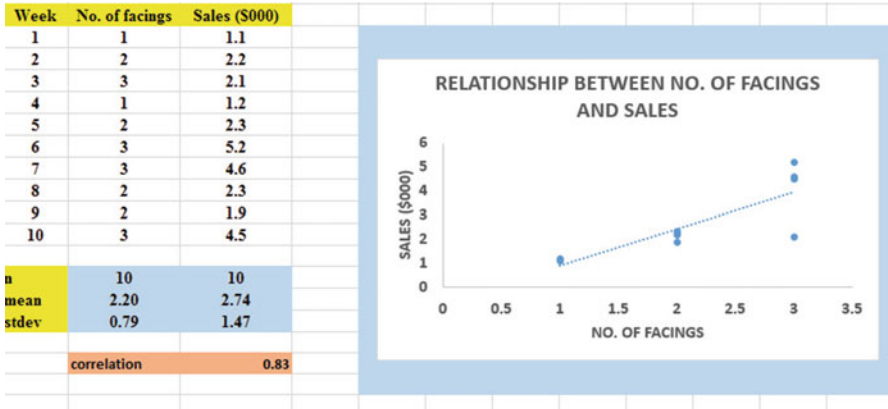 Week No. of facings Sales ($000)
1 1 1.1
2 2 2.2
3 3 2.1
4 1 1.2
5 2 2.3
6 3 5.2
7 3 4.6
8 2 2.3
9 2 1.9
10 3 4.5
n 10 10
mean 2.20 2.74
stdev 0.79 1.47
correlation 0.83
RELATIONSHIP BETWEEN NO. OF FACINGS
AND SALES
SALES ($000)
6
5
4
3
2
1
0
0 0.5 1 1.5 2 2.5 3 3.5
NO. OF FACINGS